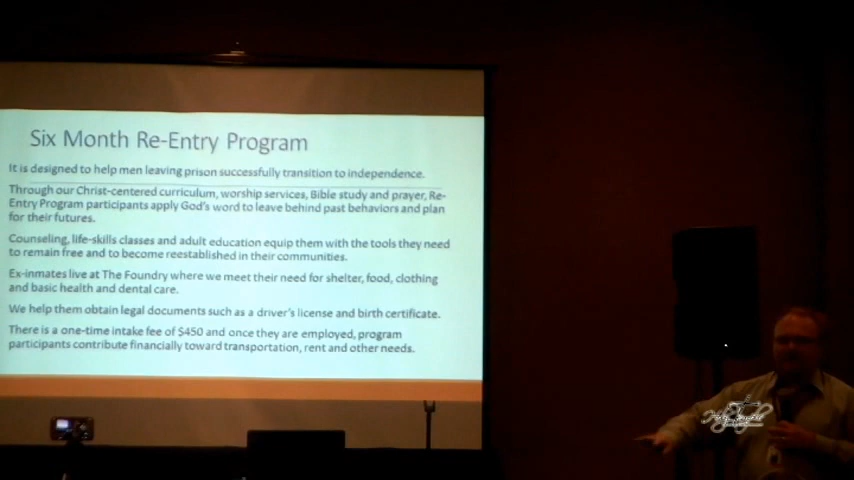 Six Month Re-Entry Program
It is designed to help men leaving prison successfully transition to independence.
Through our Christ-centered curriculum, worship services, Bible study and prayer, Re-
Entry Program participants apply God's word to leave behind past behaviors and plan
for their futures.
Counseling, life-skills classes and adult education equip them with the tools they need
to remain free and to become reestablished in their communities.
Ex-inmates live at The Foundry where we meet their need for shelter, food, clothing
and basic health and dental care.
We help them obtain legal documents such as a driver's license and birth certificate.
There is a one-time intake fee of $450 and once they are employed, program
participants contribute financially toward transportation, rent and other needs.